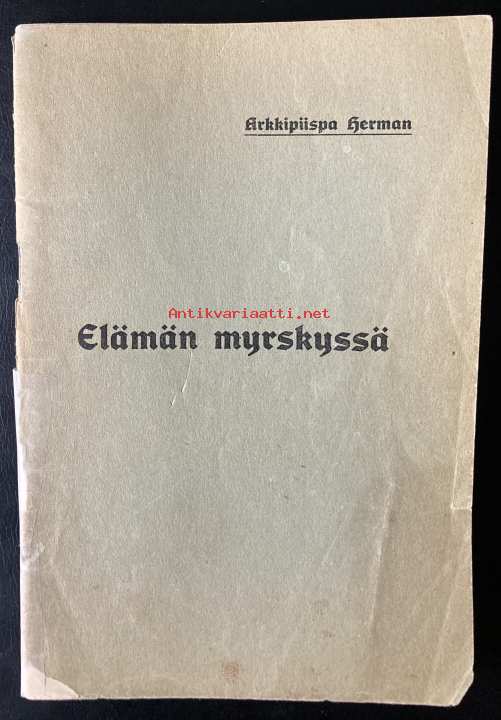 Arkkipiispa Herman
Antikvariaatti.net
Elämän myrskyssä